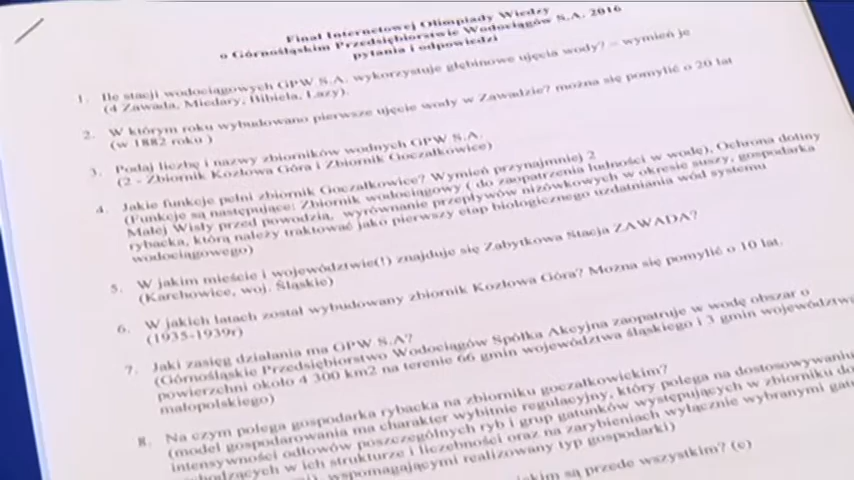 Finał Internetowej Olimpiady Wiedzy
o Górnośląskim Przedsiębiorstwie Wodociągów S.A. 2016
pytania i odpowiedzi
1. Ile stacji wodociągowych GPW S.A. wykorzystuje głębinowe ujęcia wody? – wymień je
(4 Zawada, Miedary, Bibiela, Łazy).
2. W którym roku wybudowano pierwsze ujęcie wody w Zawadzie? można się pomylić o 20 lat
(w 1882 roku )
3. Podaj liczbę i nazwy zbiorników wodnych GPW S.A.
(2 - Zbiornik Kozłowa Góra i Zbiornik Goczałkowice)
4. Jakie funkcje pełni zbiornik Goczałkowice? Wymień przynajmniej 2
(Funkcje są następujące: Zbiornik wodociągowy ( do zaopatrzenia ludności w wodę), Ochrona doliny
Małej Wisły przed powodzią, wyrównanie przepływów niżówkowych w okresie suszy, gospodarka
rybacka, którą należy traktować jako pierwszy etap biologicznego uzdatniania wód systemu
wodociągowego)
5. W jakim mieście i województwie(!) znajduje się Zabytkowa Stacja ZAWADA?
(Karchowice, woj. Śląskie)
6. W jakich latach został wybudowany zbiornik Kozłowa Góra? Można się pomylić o 10 lat.
(1935-1939r)
7. Jaki zasięg działania ma GPW S.A?
(Górnośląskie Przedsiębiorstwo Wodociągów Spółka Akcyjna zaopatruje w wodę obszar o
powierzchni około 4 300 km2 na terenie 66 gmin województwa śląskiego i 3 gmin województwa
małopolskiego)
8. Na czym polega gospodarka rybacka na zbiorniku goczałkowickim?
(model gospodarowania ma charakter wybitnie regulacyjny, który polega na dostosowywaniu
intensywności odłowów poszczególnych ryb i grup gatunków występujących w zbiorniku do
w ich strukturze i liczebności oraz na zarybieniach wyłącznie wybranymi
wspomagającymi realizowany typ gospodarki)
są przede wszystkim? (c)